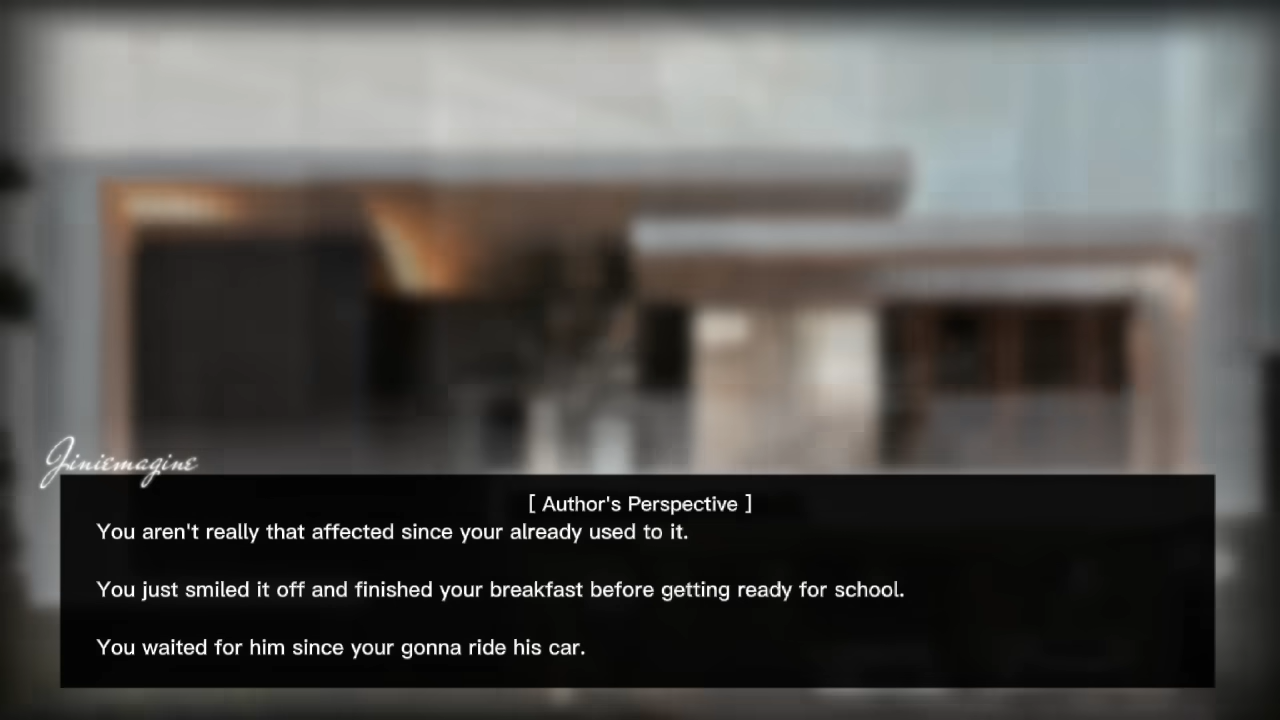 Jiniemagine
[ Author's Perspective ]
You aren't really that affected since your already used to it.
You just smiled it off and finished your breakfast before getting ready for school.
You waited for him since your gonna ride his car.